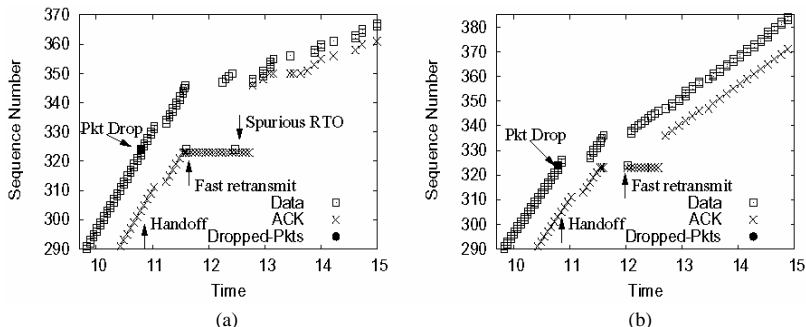 360
350
340
330
320
310
300
290
Sequence Number
Pkt Drop
Spurious RTO
Fast retransmit
Handoff
Data
ACK
Dropped-Pkts
10 11 12 13 14 15
Time
(a)
380
370
360
350
340
330
320
310
300
290
Sequence Number
Pkt Drop
Fast retransmit
Handoff
Data
ACK
Dropped-Pkts
10 11 12 13 14 15
Time
(b)